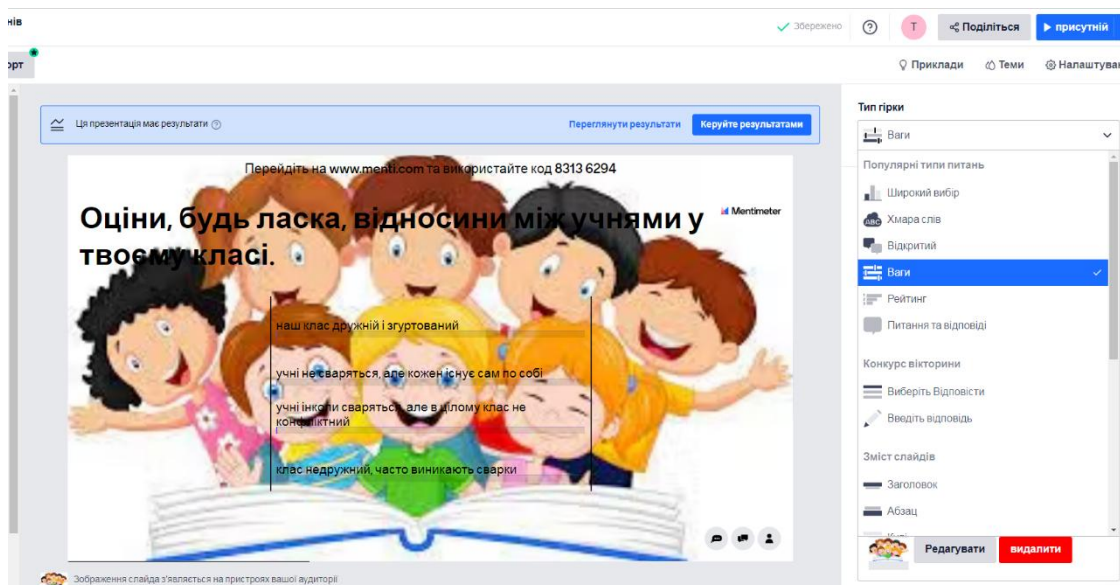 нів
Збережено
T
Поділіться
присутній
орт
Приклади
Теми
Налаштуван
Тип гірки
Ця презентація має результати
Переглянути результати
Керуйте результатами
Ваги
Популярні типи питань
Перейдіть на www.menti.com та використайте код 8313 6294
Широкий вибір
Оціни, будь ласка, відносини між учнями у
твоєму класі.
Mentimeter
ABC
Хмара слів
Відкритий
Ваги
Рейтинг
Питання та відповіді
наш клас дружній і згуртований
учні не сваряться, але кожен існує сам по собі
учні інколи сваряться, але в цілому клас не
конфліктний
клас недружний, часто виникають сварки
Конкурс вікторини
Виберіть Відповісти
Введіть відповідь
Зміст слайдів
Заголовок
Абзац
Редагувати
видалити
Зображення слайда з'являється на пристроях вашої аудиторії